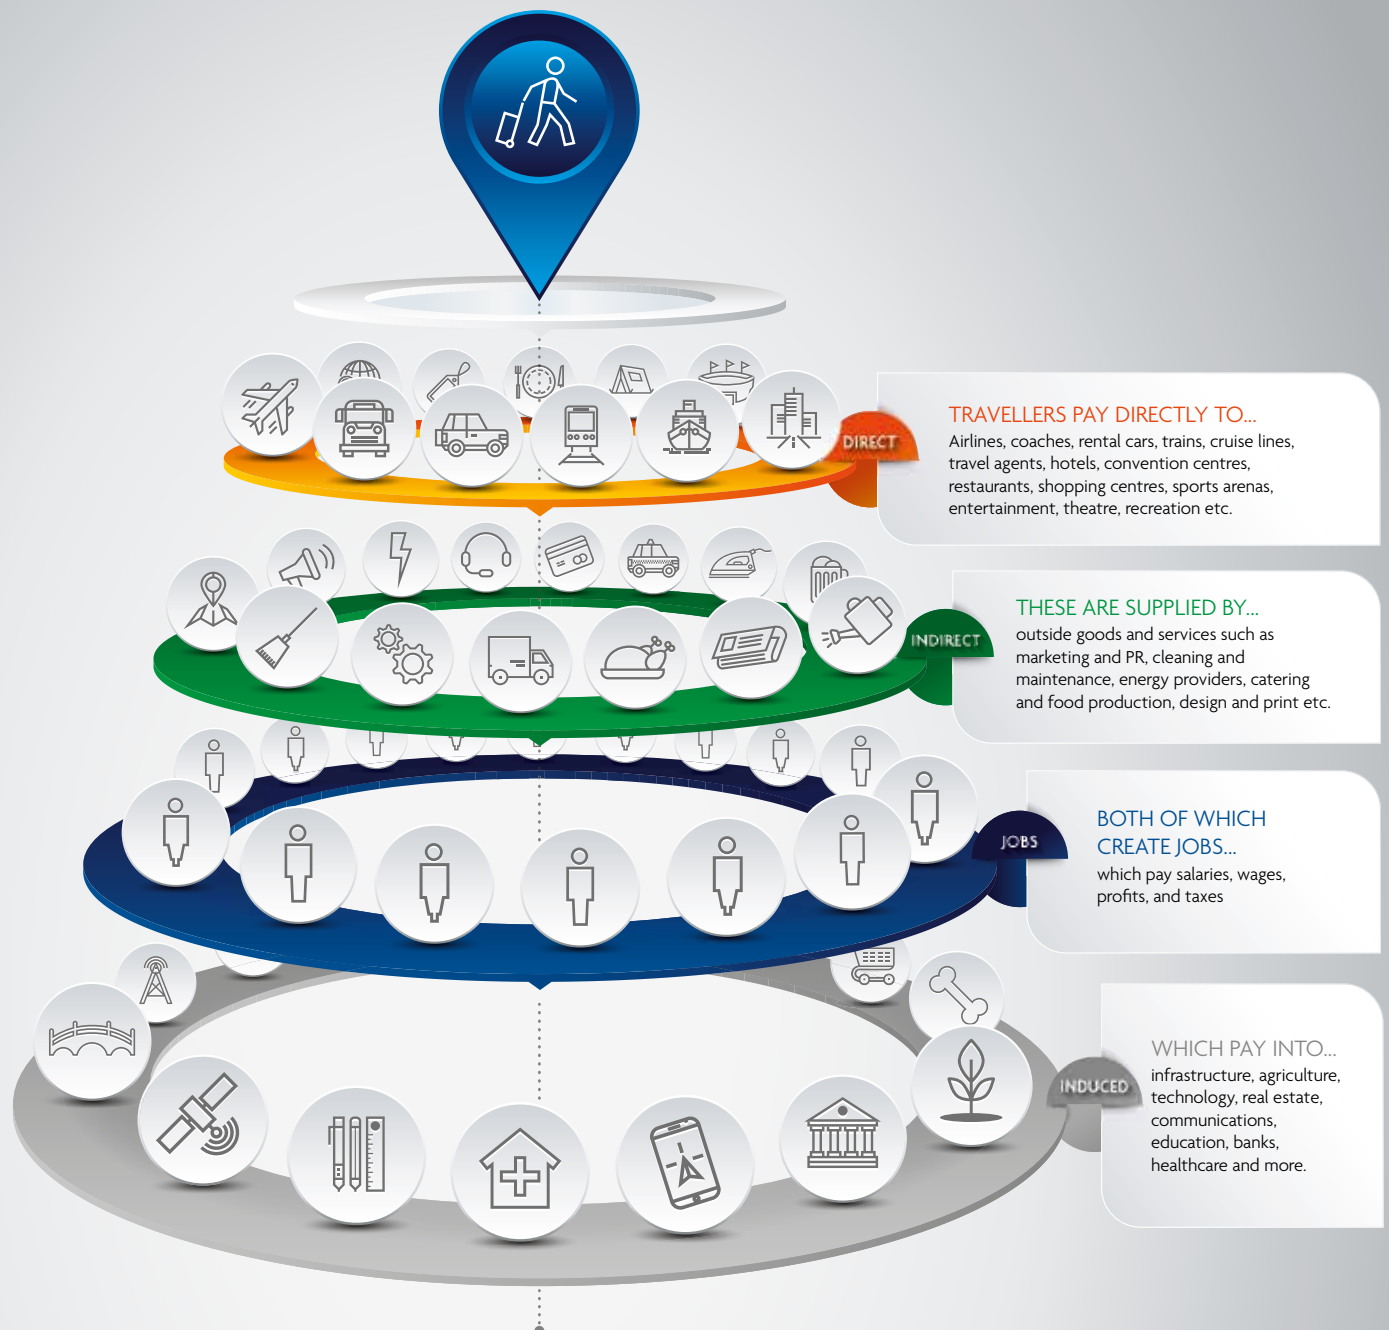 DIRECT
TRAVELLERS PAY DIRECTLY TO...
Airlines, coaches, rental cars, trains, cruise lines,
travel agents, hotels, convention centres,
restaurants, shopping centres, sports arenas,
entertainment, theatre, recreation etc.
INDIRECT
THESE ARE SUPPLIED BY...
outside goods and services such as
marketing and PR, cleaning and
maintenance, energy providers, catering
and food production, design and print etc.
JOBS
BOTH OF WHICH
CREATE JOBS...
which pay salaries, wages,
profits, and taxes
INDUCED
WHICH PAY INTO...
infrastructure, agriculture,
technology, real estate,
communications,
education, banks,
healthcare and more.